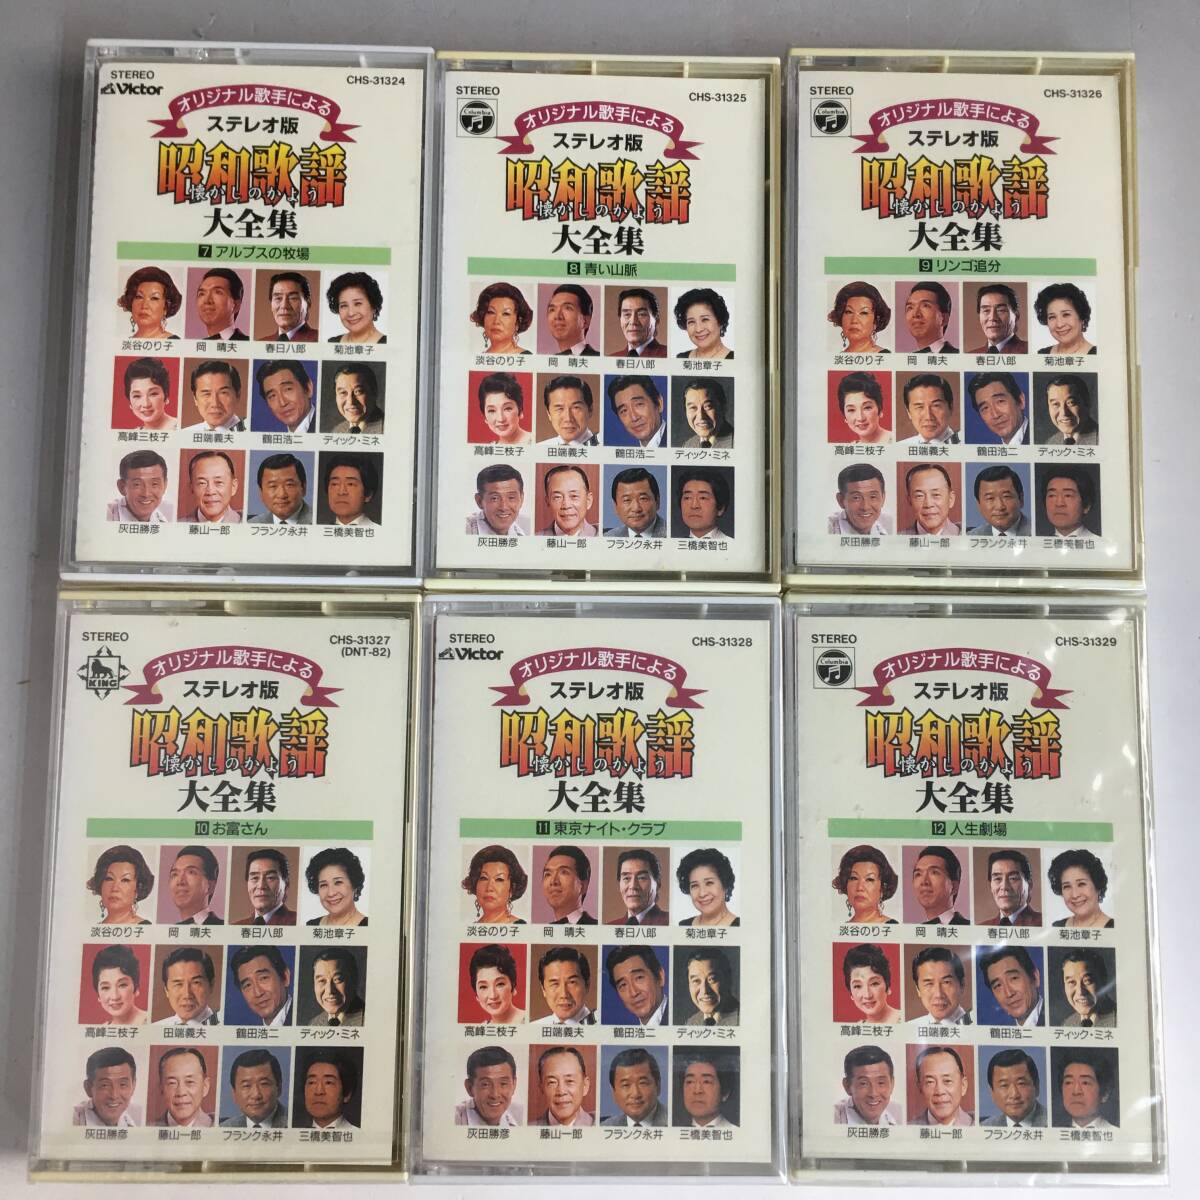 STEREO
CHS-31324
Victor
オリジナル歌手による
ステレオ版
昭和歌謡
懐かしのかよう
大全集
7 アルプスの牧場
淡谷のり子 岡 晴夫 春日八郎 菊池章子
高峰三枝子 田端義夫 鶴田浩二 ディック・ミネ
灰田勝彦 藤山一郎 フランク永井 三橋美智也
STEREO
CHS-31325
Columbia
オリジナル歌手による
ステレオ版
昭和歌謡
懐かしのかよう
大全集
8 青い山脈
淡谷のり子 岡 晴夫 春日八郎 菊池章子
高峰三枝子 田端義夫 鶴田浩二 ディック・ミネ
灰田勝彦 藤山一郎 フランク永井 三橋美智也
STEREO
CHS-31326
Columbia
オリジナル歌手による
ステレオ版
昭和歌謡
懐かしのかよう
大全集
9 リンゴ追分
淡谷のり子 岡 晴夫 春日八郎 菊池章子
高峰三枝子 田端義夫 鶴田浩二 ディック・ミネ
灰田勝彦 藤山一郎 フランク永井 三橋美智也
STEREO
CHS-31327
(DNT-82)
KING
オリジナル歌手による
ステレオ版
昭和歌謡
懐かしのかよう
大全集
10 お富さん
淡谷のり子 岡 晴夫 春日八郎 菊池章子
高峰三枝子 田端義夫 鶴田浩二 ディック・ミネ
灰田勝彦 藤山一郎 フランク永井 三橋美智也
STEREO
CHS-31328
Victor
オリジナル歌手による
ステレオ版
昭和歌謡
懐かしのかよう
大全集
11 東京ナイト・クラブ
淡谷のり子 岡 晴夫 春日八郎 菊池章子
高峰三枝子 田端義夫 鶴田浩二 ディック・ミネ
灰田勝彦 藤山一郎 フランク永井 三橋美智也
STEREO
CHS-31329
Columbia
オリジナル歌手による
ステレオ版
昭和歌謡
懐かしのかよう
大全集
12 人生劇場
淡谷のり子 岡 晴夫 春日八郎 菊池章子
高峰三枝子 田端義夫 鶴田浩二 ディック・ミネ
灰田勝彦 藤山一郎 フランク永井 三橋美智也